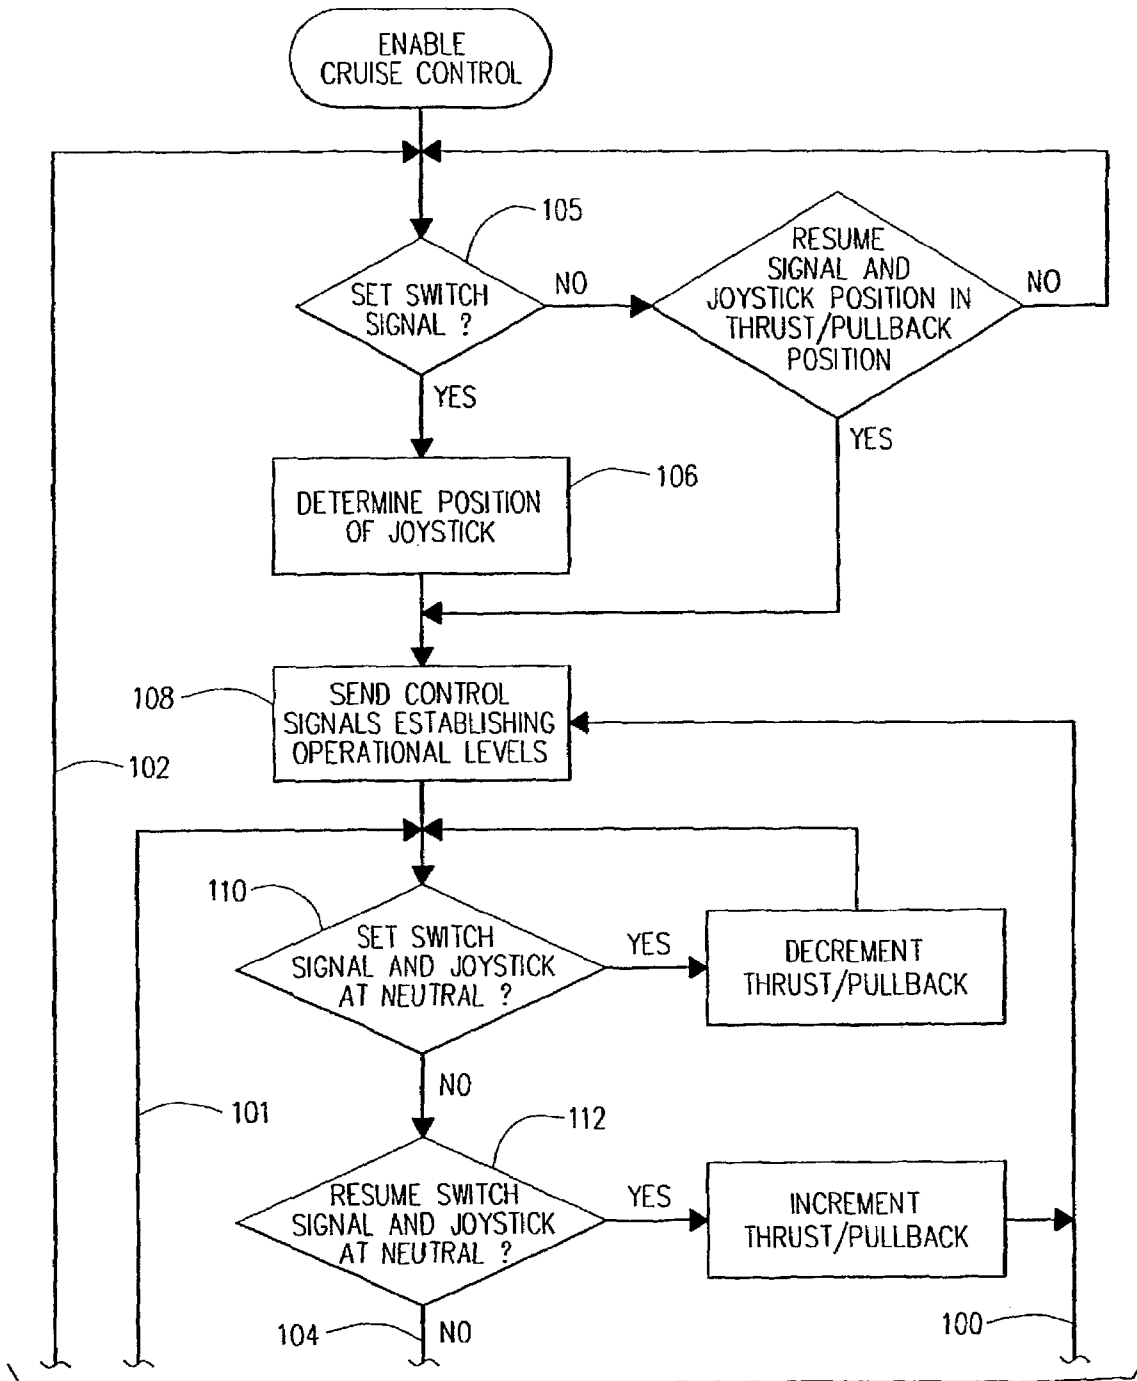 ENABLE
CRUISE CONTROL
105
SET SWITCH
SIGNAL ?
NO
RESUME
SIGNAL AND
JOYSTICK POSITION IN
THRUST/PULLBACK
POSITION
NO
YES
YES
106
DETERMINE POSITION
OF JOYSTICK
108
SEND CONTROL
SIGNALS ESTABLISHING
OPERATIONAL LEVELS
102
110
SET SWITCH
SIGNAL AND JOYSTICK
AT NEUTRAL ?
YES
DECREMENT
THRUST/PULLBACK
NO
101
112
RESUME SWITCH
SIGNAL AND JOYSTICK
AT NEUTRAL ?
YES
INCREMENT
THRUST/PULLBACK
104
NO
100